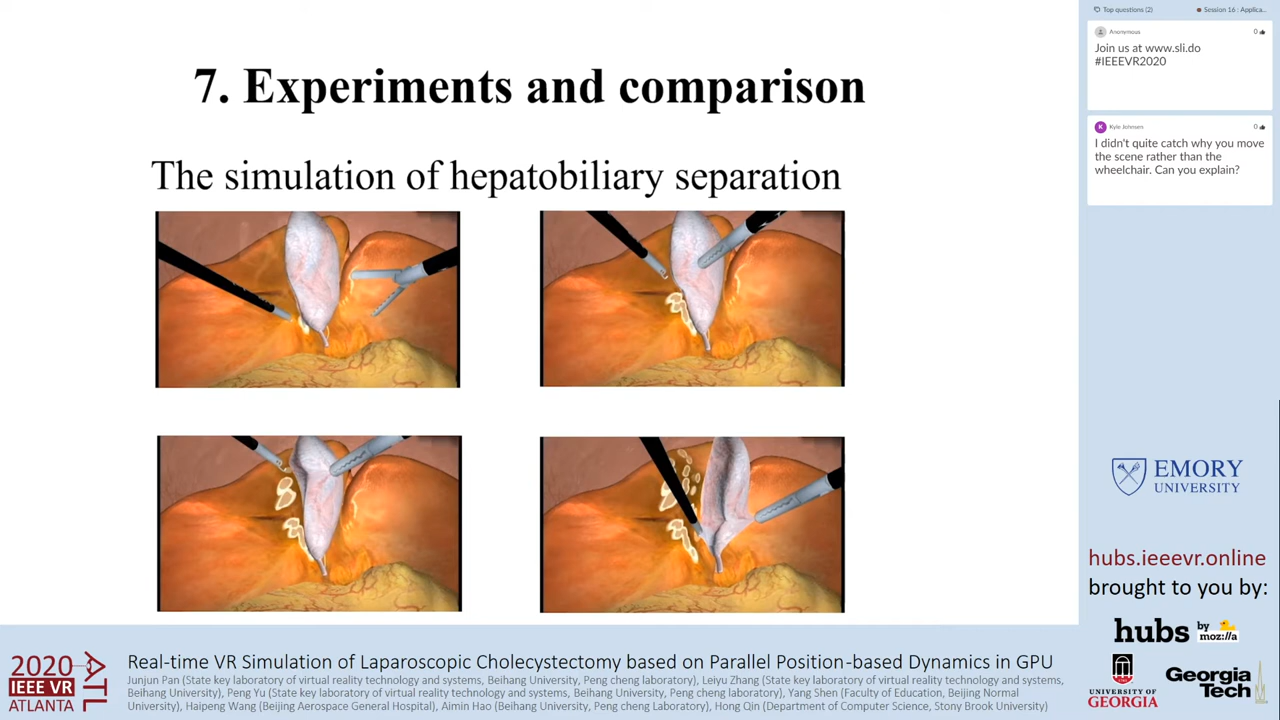 7. Experiments and comparison
The simulation of hepatobiliary separation
Top questions (2)
Session 16 : Applica...
Anonymous
0
Join us at www.sli.do
#IEEEVR2020
K
Kyle Johnsen
0
I didn't quite catch why you move
the scene rather than the
wheelchair. Can you explain?
EMORY
UNIVERSITY
hubs.ieeevr.online
brought to you by:
hubs by moz://a
UNIVERSITY OF
GEORGIA
Georgia
Tech
2020
IEEE VR
ATLANTA
ATL
Real-time VR Simulation of Laparoscopic Cholecystectomy based on Parallel Position-based Dynamics in GPU
Junjun Pan (State key laboratory of virtual reality technology and systems, Beihang University, Peng cheng laboratory), Leiyu Zhang (State key laboratory of virtual reality technology and systems,
Beihang University), Peng Yu (State key laboratory of virtual reality technology and systems, Beihang University, Peng cheng laboratory), Yang Shen (Faculty of Education, Beijing Normal
University), Haipeng Wang (Beijing Aerospace General Hospital), Aimin Hao (Beihang University, Peng cheng Laboratory), Hong Qin (Department of Computer Science, Stony Brook University)